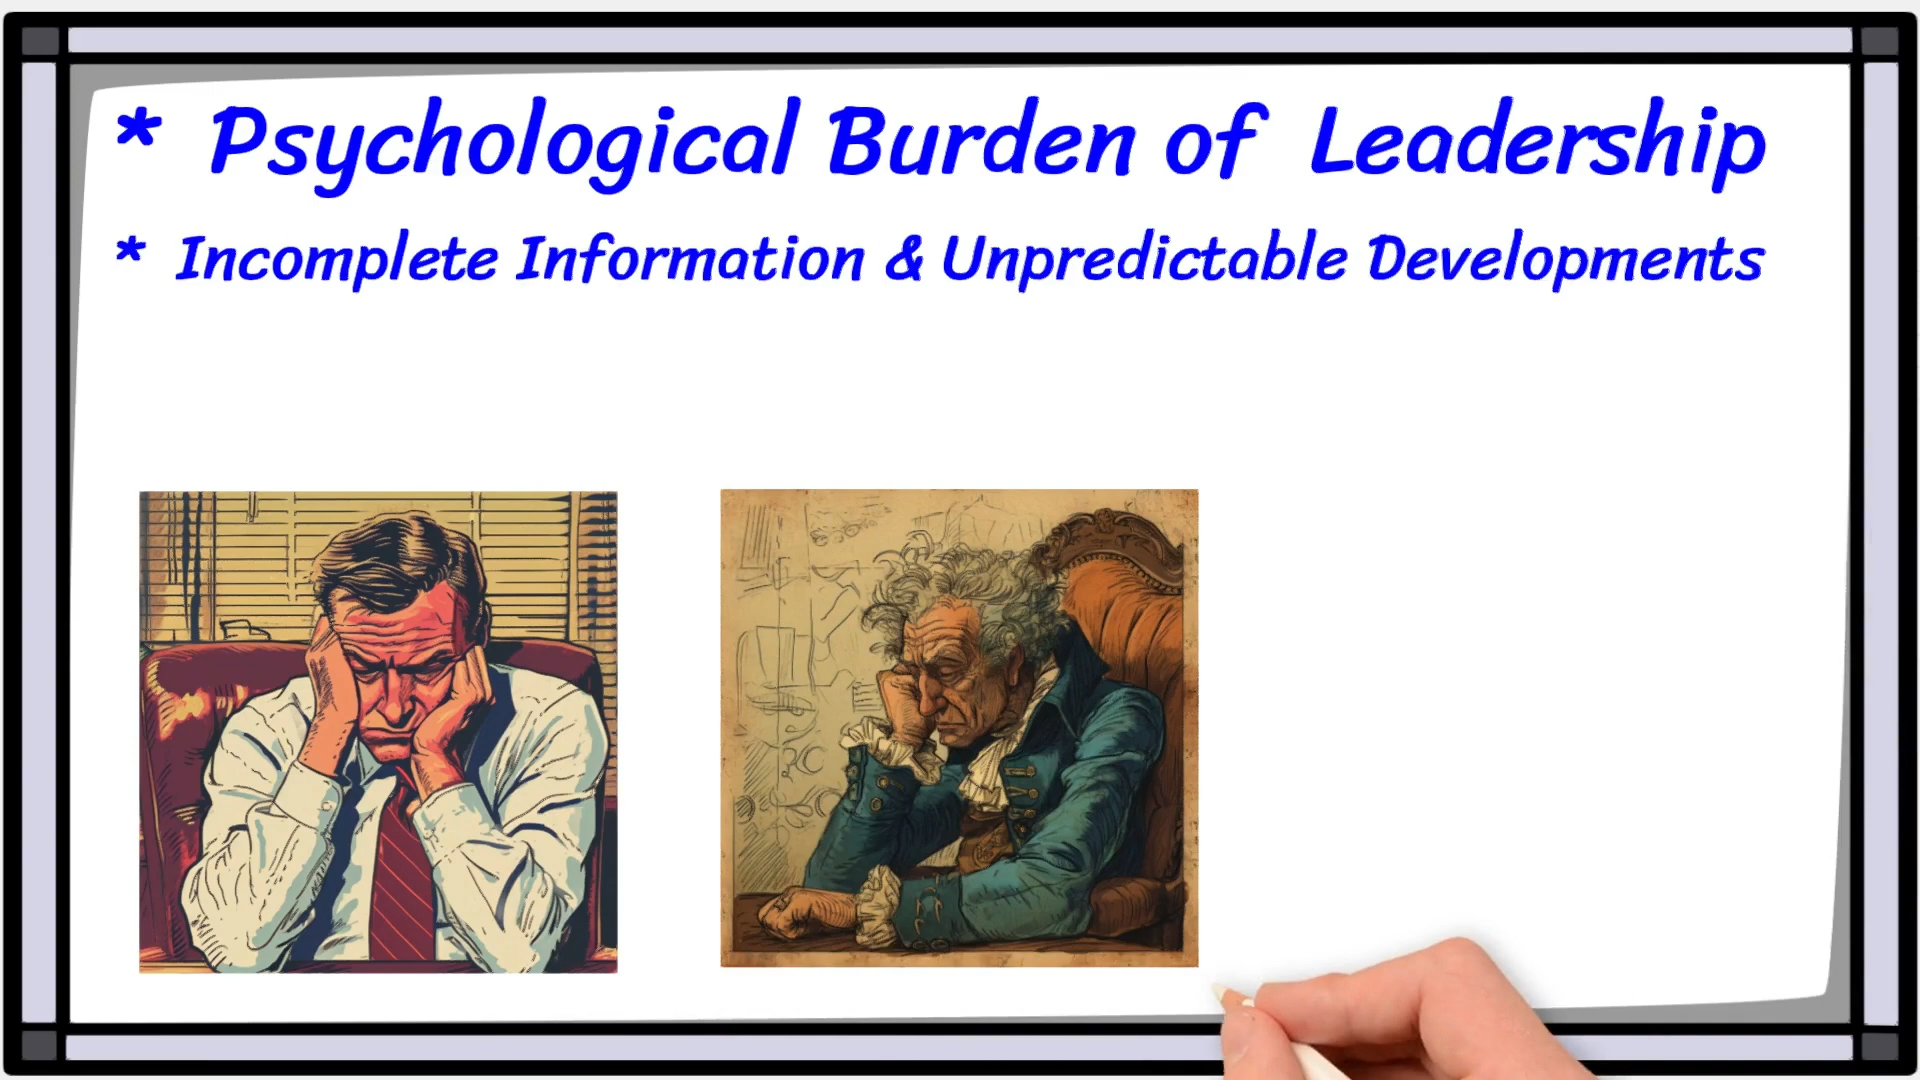 * Psychological Burden of Leadership
* Incomplete Information & Unpredictable Developments